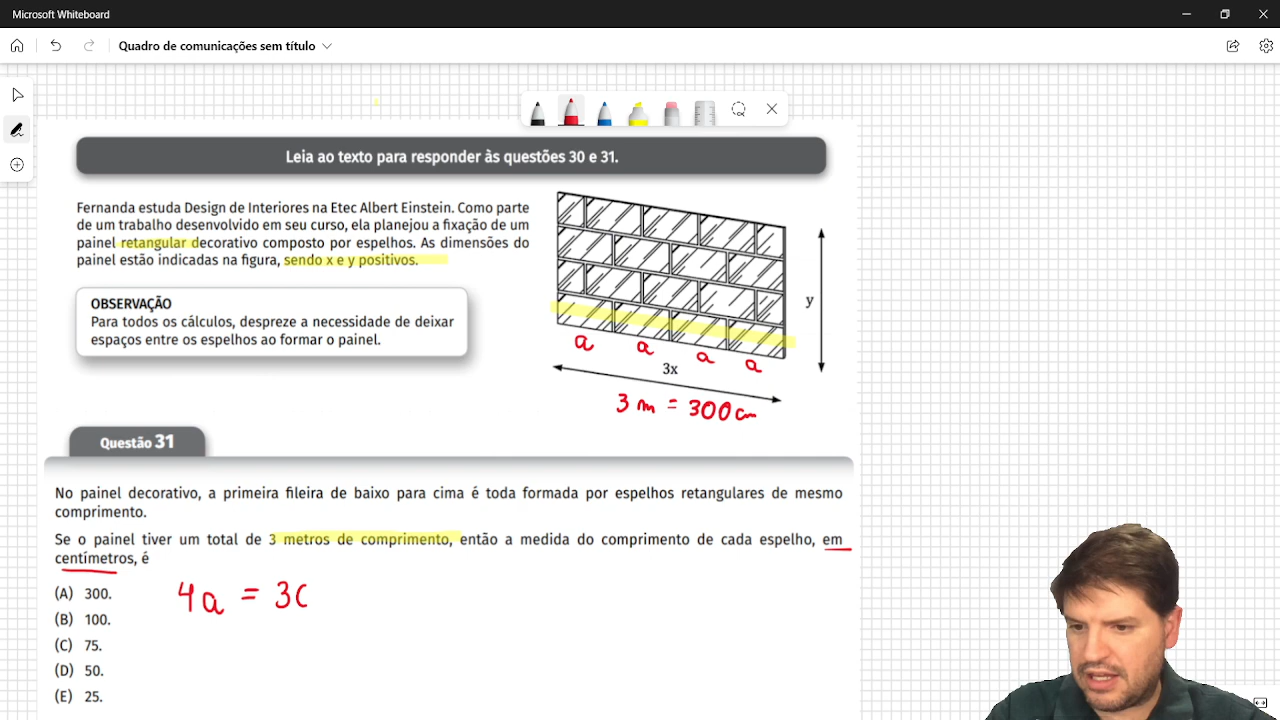 Microsoft Whiteboard
Quadro de comunicações sem título
Leia ao texto para responder às questões 30 e 31.
Fernanda estuda Design de Interiores na Etec Albert Einstein. Como parte
de um trabalho desenvolvido em seu curso, ela planejou a fixação de um
painel retangular decorativo composto por espelhos. As dimensões do
painel estão indicadas na figura, sendo x e y positivos.
OBSERVAÇÃO
Para todos os cálculos, despreze a necessidade de deixar
espaços entre os espelhos ao formar o painel.
y
a a a a
3x
3 m = 300 cm
Questão 31
No painel decorativo, a primeira fileira de baixo para cima é toda formada por espelhos retangulares de mesmo
comprimento.
Se o painel tiver um total de 3 metros de comprimento, então a medida do comprimento de cada espelho, em
centímetros, é
(A) 300.
(B) 100.
(C) 75.
(D) 50.
(E) 25.
4a = 30